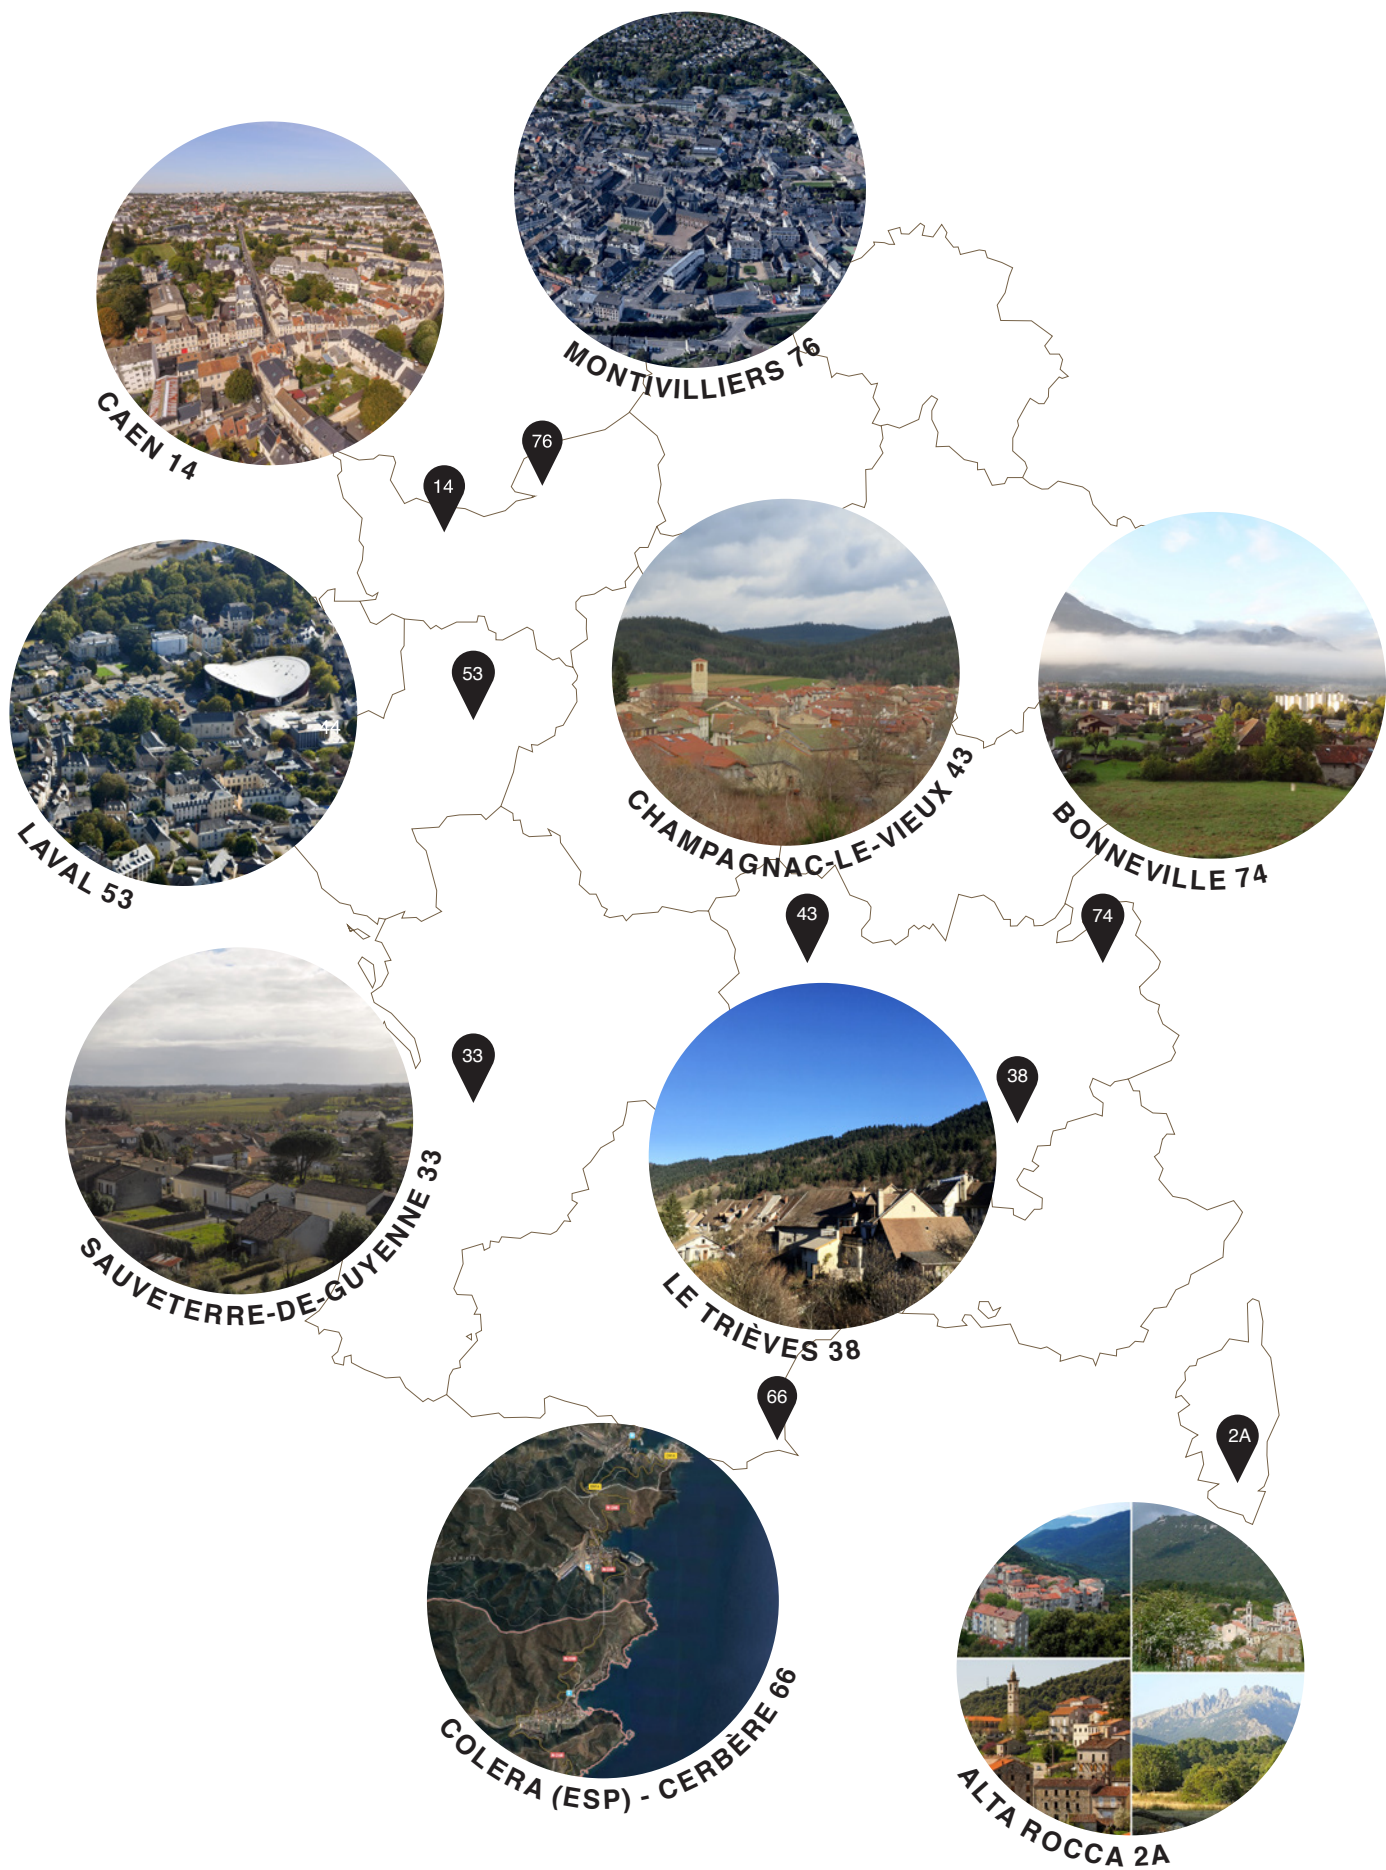 MONTIVILLIERS 76
CAEN 14
76
14
53
LAVAL 53
CHAMPAGNAC-LE-VIEUX 43
BONNEVILLE 74
43
74
33
38
SAUVETERRE-DE-GUYENNE 33
LE TRIÈVES 38
66
2A
COLERA (ESP) - CERBÈRE 66
ALTA ROCCA 2A